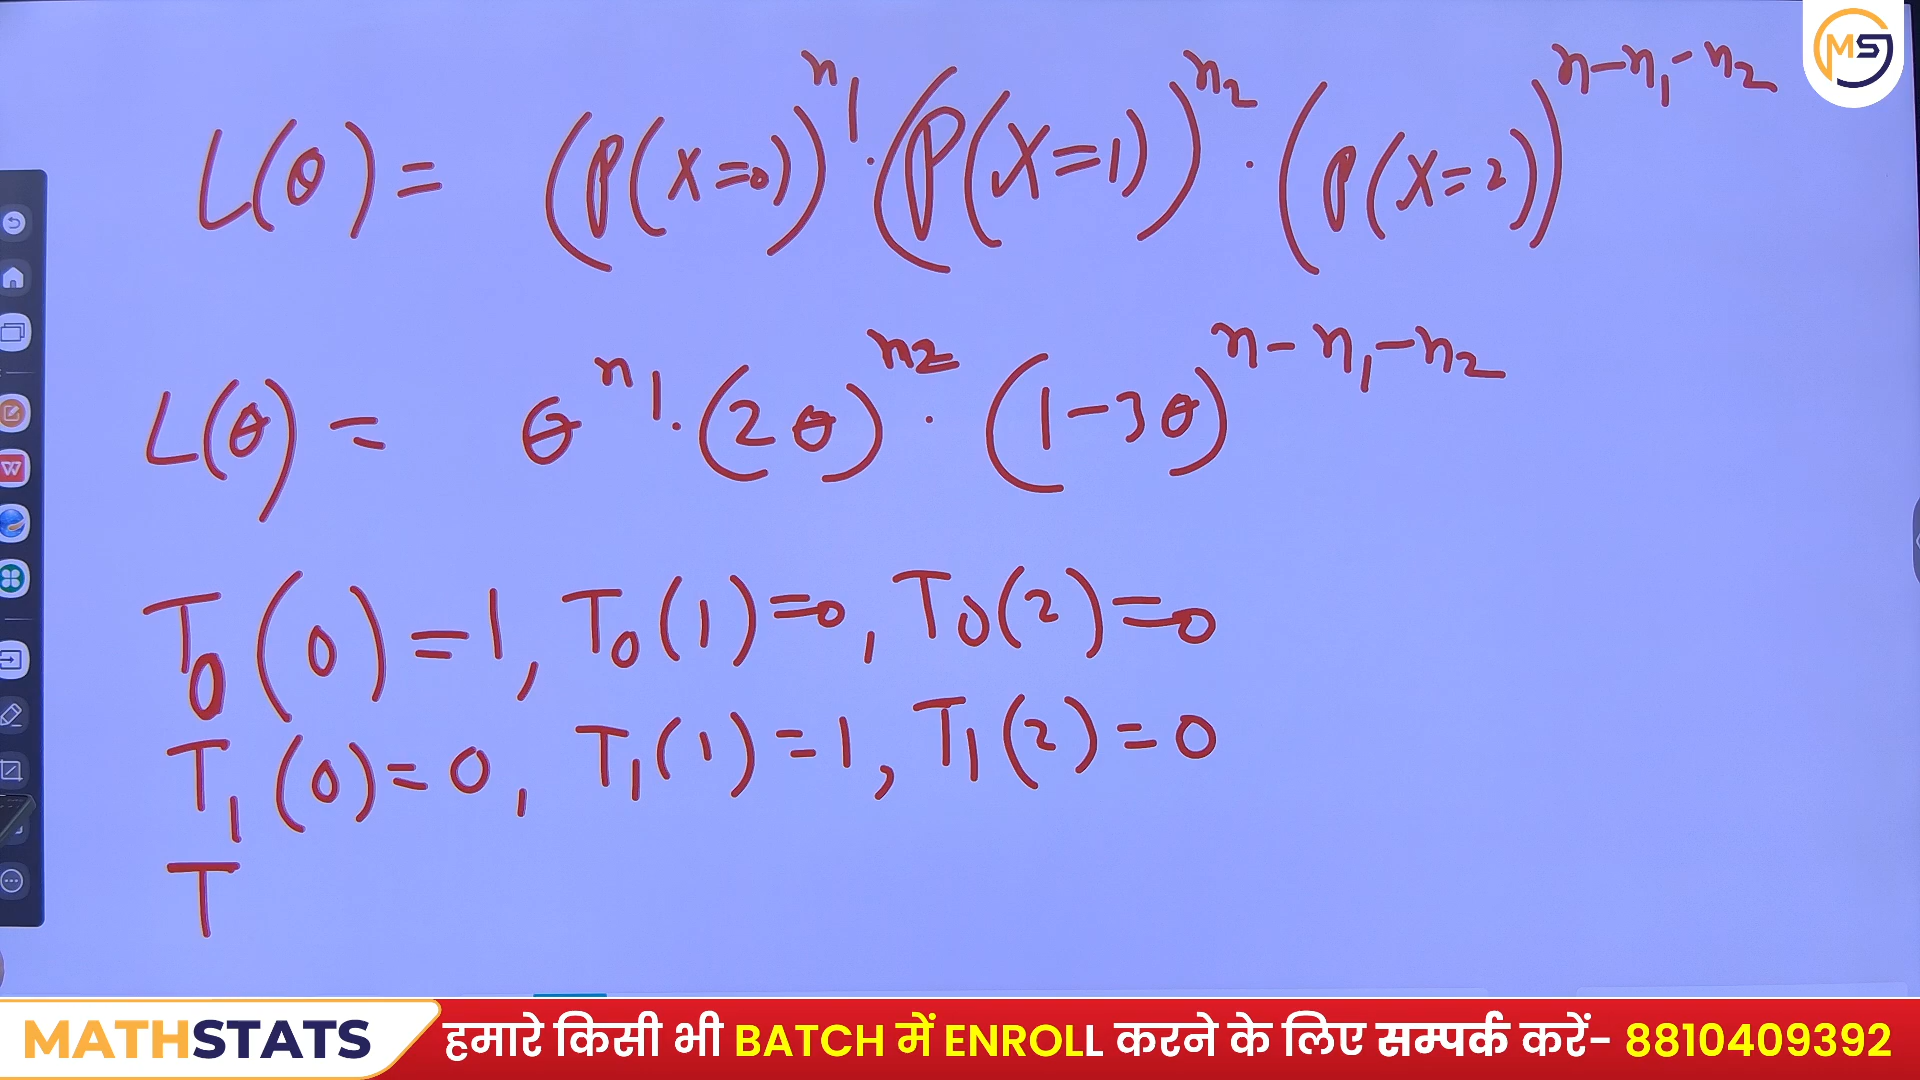 MS
L(θ) = (P(X=0))^n1 · (P(X=1))^n2 · (P(X=2))^n-n1-n2
L(θ) = θ^n1 · (2θ)^n2 · (1-3θ)^n-n1-n2
T0(0)=1, T0(1)=0, T0(2)=0
T1(0)=0, T1(1)=1, T1(2)=0
T
MATHSTATS हमारे किसी भी BATCH में ENROLL करने के लिए सम्पर्क करें- 8810409392